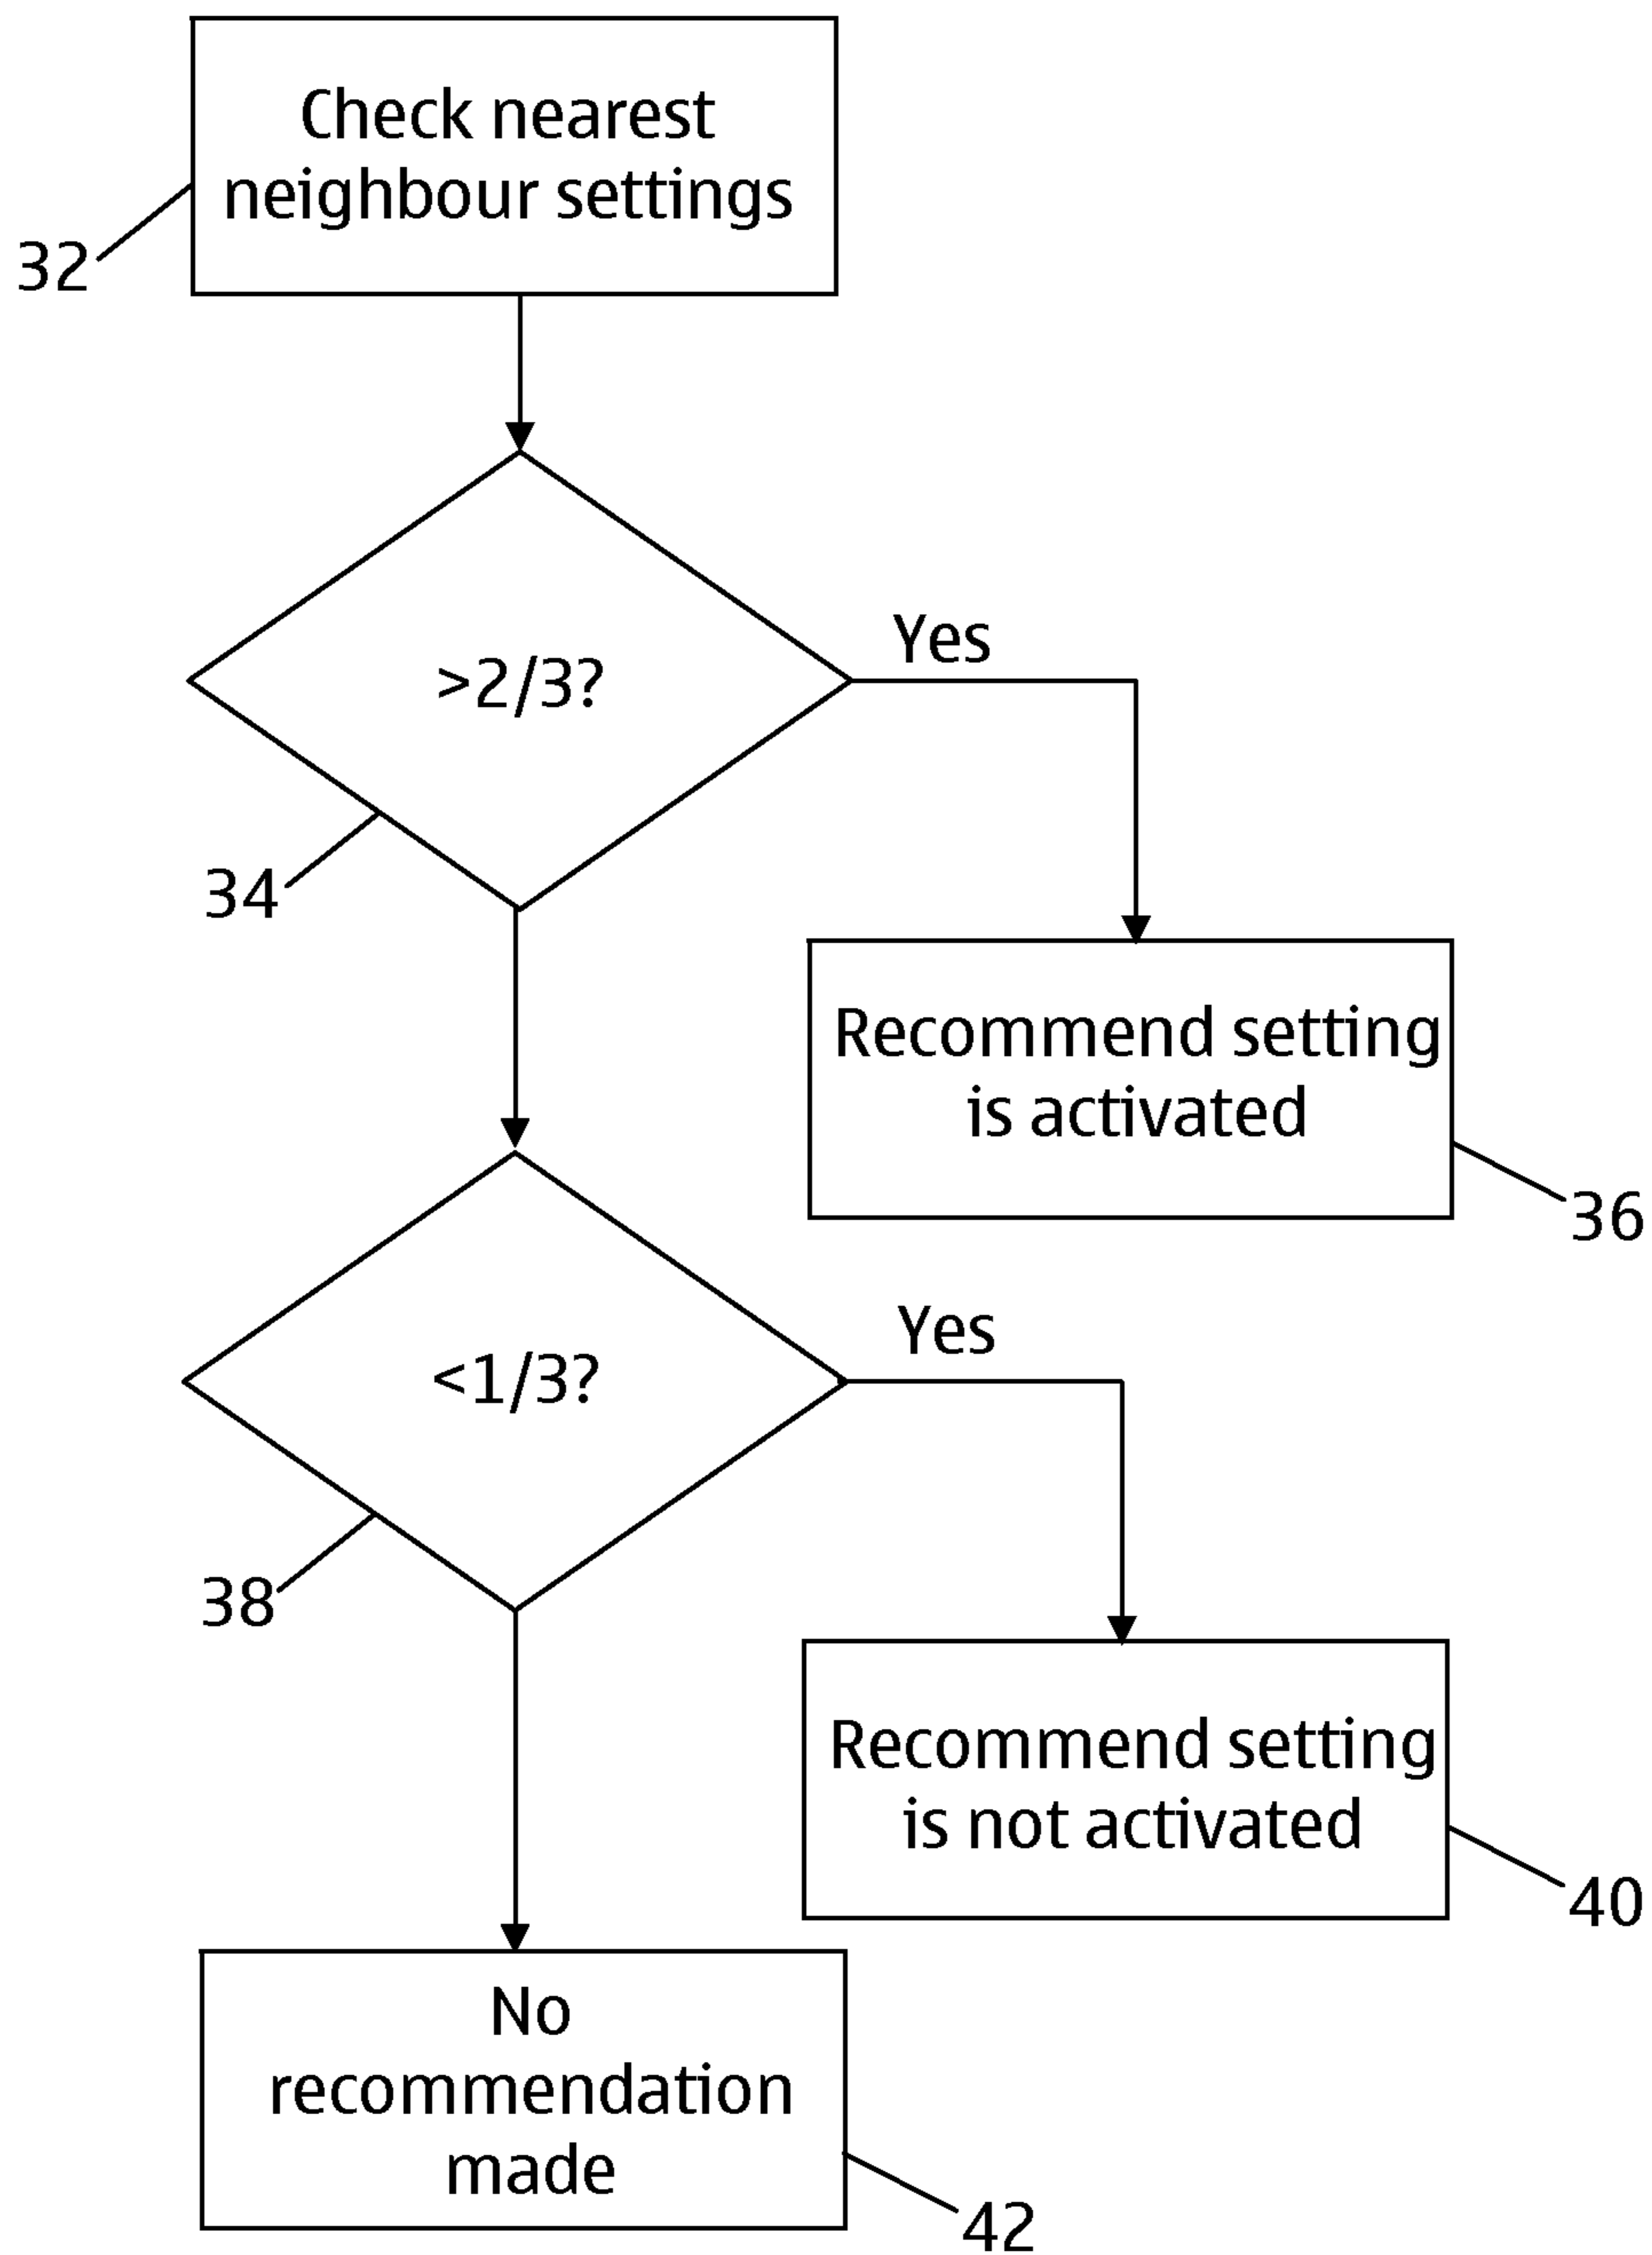 Check nearest
neighbour settings
32
>2/3?
Yes
34
Recommend setting
is activated
36
<1/3?
Yes
38
Recommend setting
is not activated
40
No
recommendation
made
42